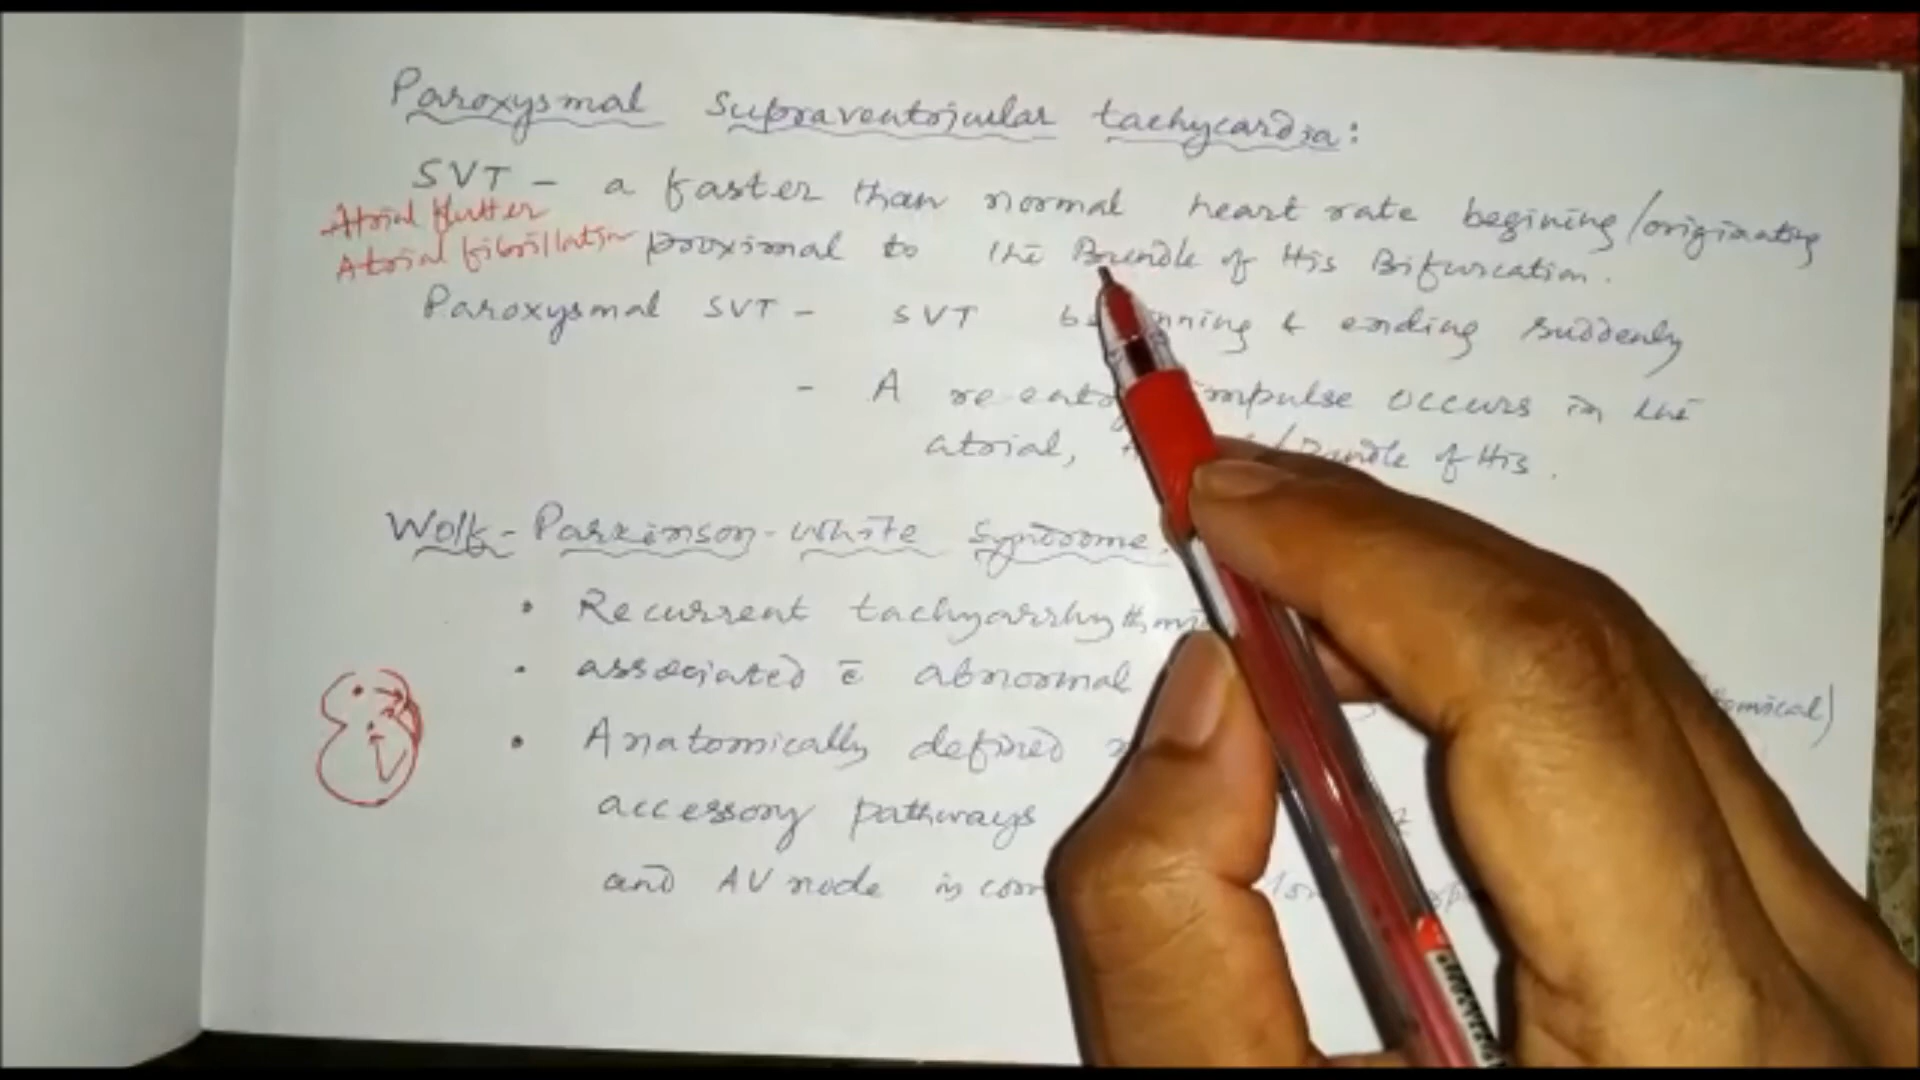 Paroxysmal Supraventricular tachycardia:
SVT - a faster than normal heart rate begining/originating
Atrial flutter
Atrial fibrillation
proximal to the Bundle of His Bifurcation.
Paroxysmal SVT - SVT beginning & ending suddenly
- A re entry impulse occurs in the
atrial, Bundle of His.
Wolf-Parkinson-White Syndrome.
• Recurrent tachyarrhythmia
• associated c̄ abnormal
• Anatomically defined
accessory pathways
and AV node is